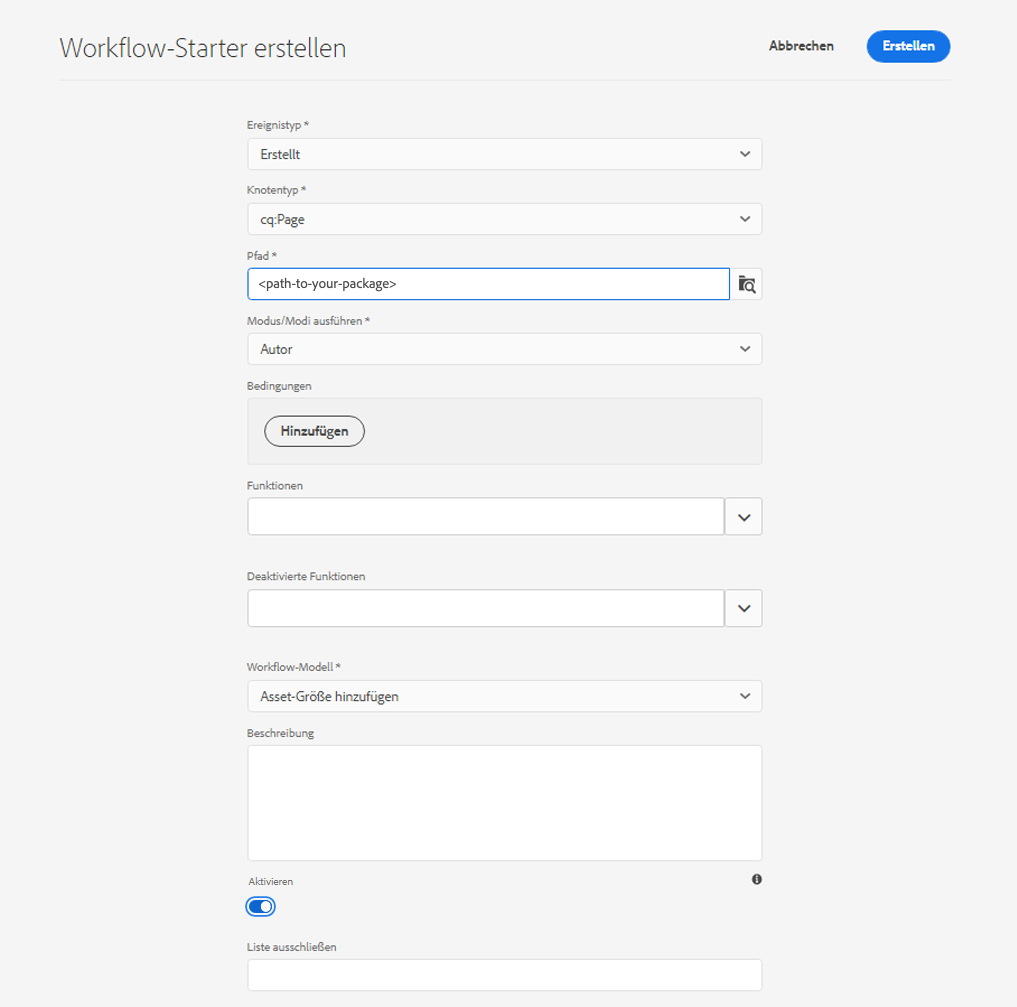 Workflow-Starter erstellen
Abbrechen
Erstellen
Ereignistyp *
Erstellt
Knotentyp *
cq:Page
Pfad *
<path-to-your-package>
Modus/Modi ausführen *
Autor
Bedingungen
Hinzufügen
Funktionen
Deaktivierte Funktionen
Workflow-Modell *
Asset-Größe hinzufügen
Beschreibung
Aktivieren
Liste ausschließen